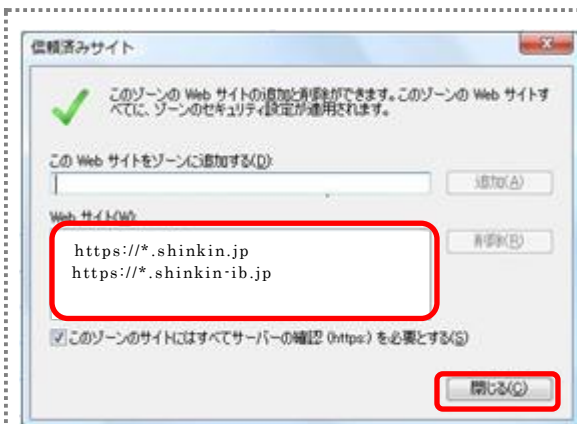 信頼済みサイト
このゾーンの Web サイトの追加と削除ができます。このゾーンの Web サイトす
べてに、ゾーンのセキュリティ設定が適用されます。
この Web サイトをゾーンに追加する(D):
追加(A)
Web サイト(W):
https://*.shinkin.jp
https://*.shinkin-ib.jp
削除(R)
このゾーンのサイトにはすべてサーバーの確認 (https:) を必要とする(S)
閉じる(C)